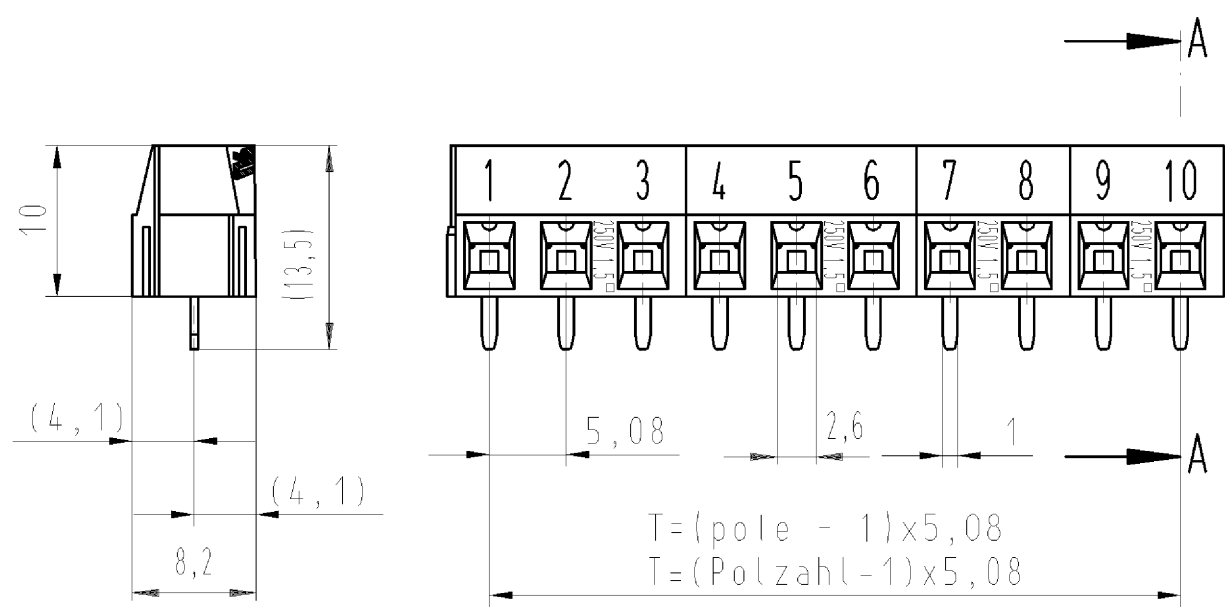 A
1 2 3 4 5 6 7 8 9 10
250V 1,5□ 250V 1,5□ 250V 1,5□ 250V 1,5□
10
(13,5)
(4,1)
5,08
2,6
1
A
(4,1)
8,2
T=(pole - 1)x5,08
T=(Polzahl-1)x5,08